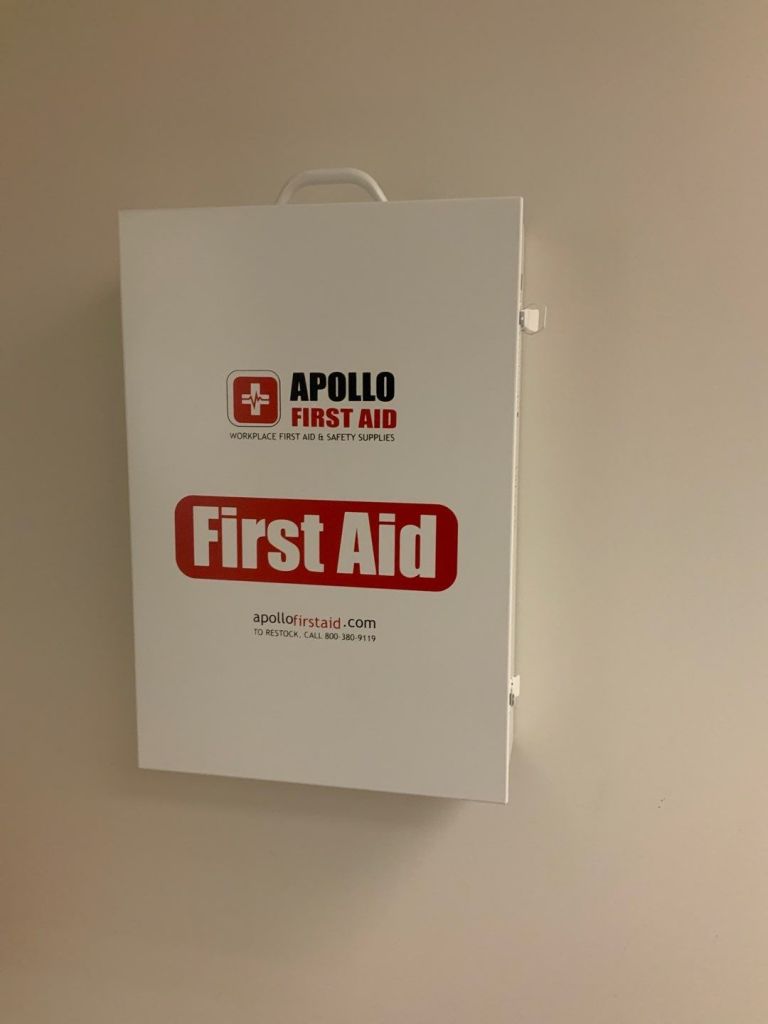 APOLLO
FIRST AID
WORKPLACE FIRST AID & SAFETY SUPPLIES
First Aid
apollofirstaid.com
TO RESTOCK, CALL 800-380-9119